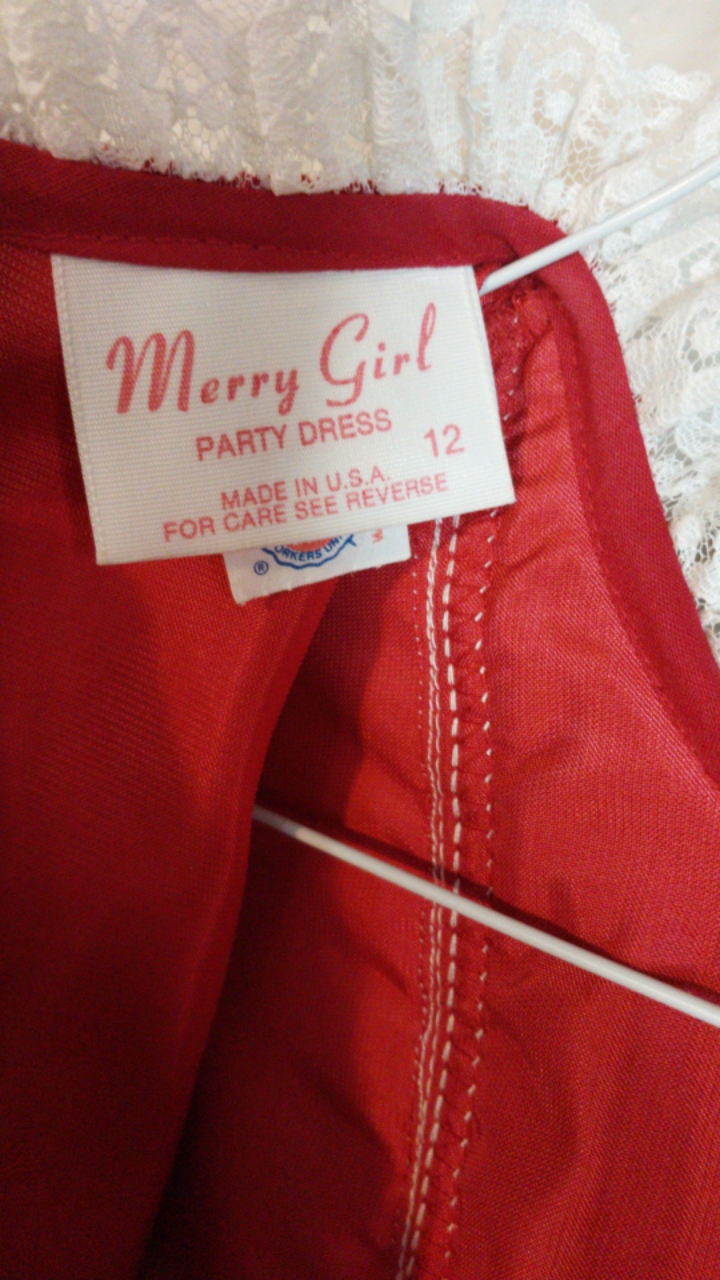 Merry Girl
PARTY DRESS
12
MADE IN U.S.A.
FOR CARE SEE REVERSE
®